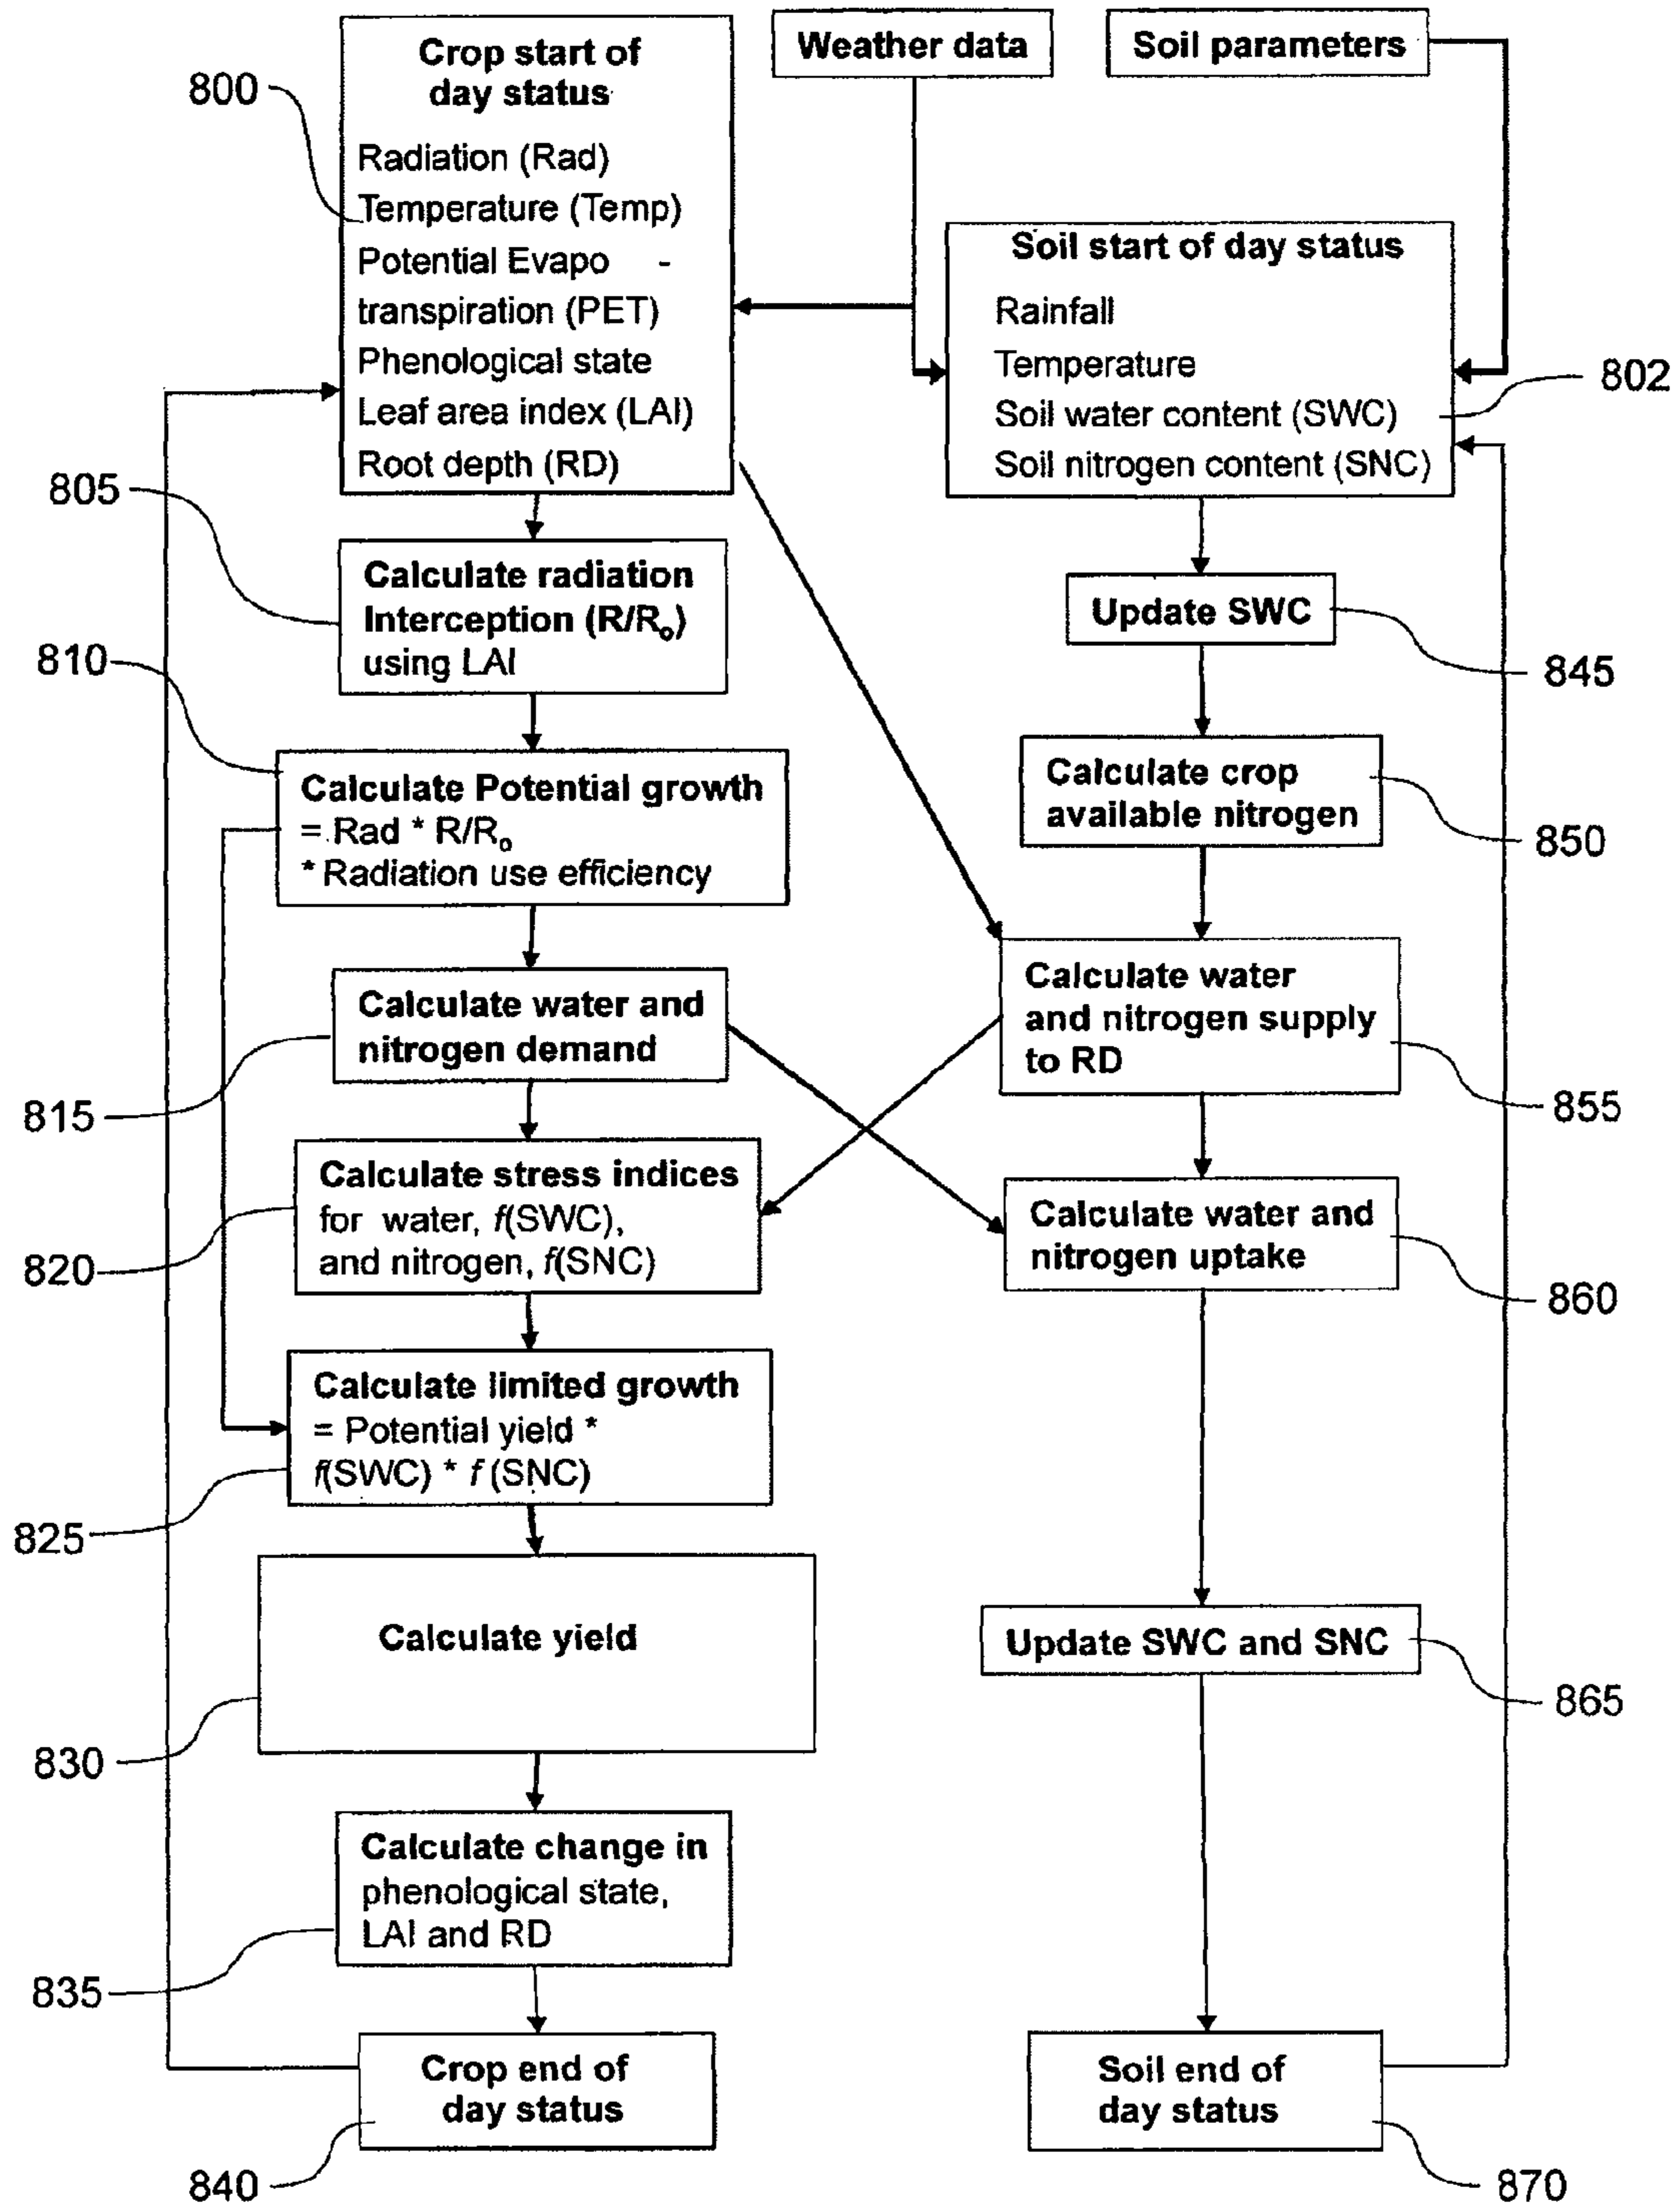 Crop start of
day status
Radiation (Rad)
Temperature (Temp)
Potential Evapo -
transpiration (PET)
Phenological state
Leaf area index (LAI)
Root depth (RD)
800
Weather data
Soil parameters
Soil start of day status
Rainfall
Temperature
Soil water content (SWC)
Soil nitrogen content (SNC)
802
805
Calculate radiation
Interception (R/Ro)
using LAI
Update SWC
845
810
Calculate Potential growth
= Rad * R/Ro
* Radiation use efficiency
Calculate crop
available nitrogen
850
Calculate water and
nitrogen demand
815
Calculate water
and nitrogen supply
to RD
855
Calculate stress indices
for water, f(SWC),
and nitrogen, f(SNC)
820
Calculate water and
nitrogen uptake
860
Calculate limited growth
= Potential yield *
f(SWC) * f (SNC)
825
Calculate yield
830
Update SWC and SNC
865
Calculate change in
phenological state,
LAI and RD
835
Crop end of
day status
840
Soil end of
day status
870